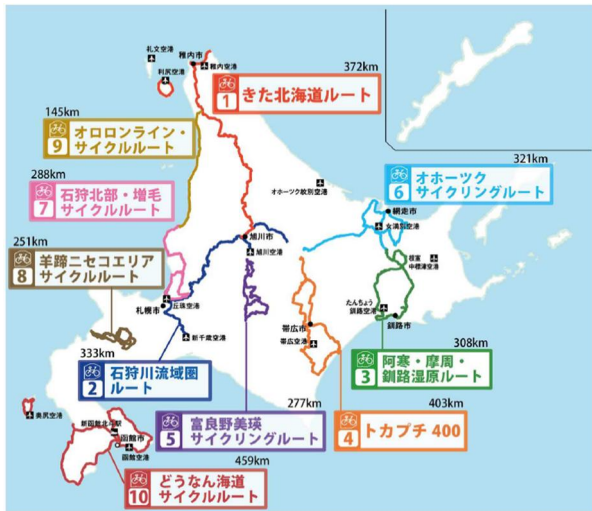 礼文空港
稚内市
稚内空港
利尻空港
372km
1
きた北海道ルート
145km
9
オロロンライン・
サイクルルート
321km
6
オホーツク
サイクリングルート
288km
7
石狩北部・増毛
サイクルルート
オホーツク紋別空港
網走市
女満別空港
旭川市
旭川空港
251km
8
羊蹄ニセコエリア
サイクルルート
根室
中標津空港
札幌市
丘珠空港
新千歳空港
たんちょう
釧路空港
釧路市
帯広市
帯広空港
333km
2
石狩川流域圏
ルート
308km
3
阿寒・摩周・
釧路湿原ルート
277km
5
富良野美瑛
サイクリングルート
403km
4
トカプチ 400
奥尻空港
新函館北斗駅
函館市
函館空港
459km
10
どうなん海道
サイクルルート